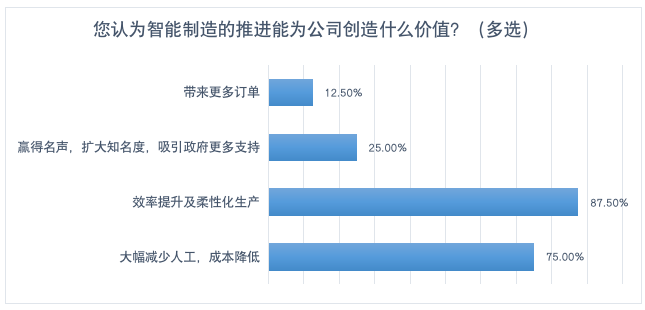 您认为智能制造的推进能为公司创造什么价值？（多选）
带来更多订单 12.50%
赢得名声，扩大知名度，吸引政府更多支持 25.00%
效率提升及柔性化生产 87.50%
大幅减少人工，成本降低 75.00%